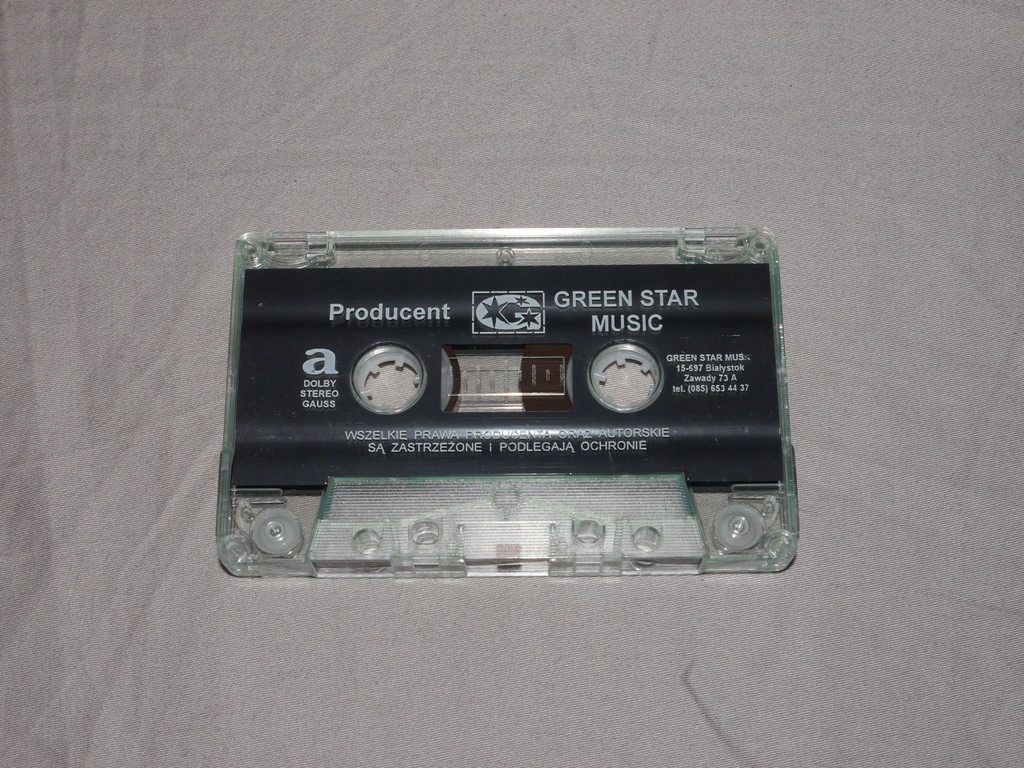 Producent
GREEN STAR
MUSIC
a
DOLBY
STEREO
GAUSS
GREEN STAR MUSIC
15-697 Białystok
Zawady 73 A
tel. (085) 653 44 37
WSZELKIE PRAWA PRODUCENTA ORAZ AUTORSKIE
SĄ ZASTRZEŻONE I PODLEGAJĄ OCHRONIE